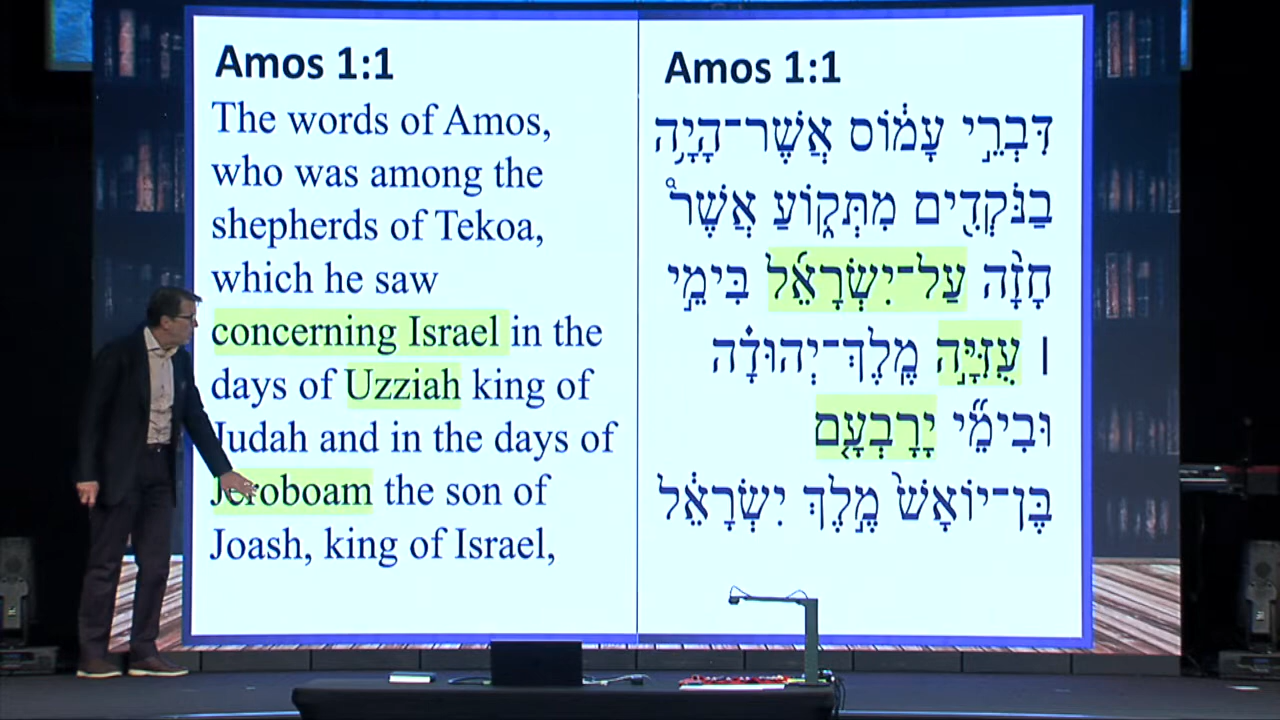 Amos 1:1
The words of Amos,
who was among the
shepherds of Tekoa,
which he saw
concerning Israel in the
days of Uzziah king of
Judah and in the days of
Jeroboam the son of
Joash, king of Israel,
Amos 1:1
דִּבְרֵ֣י עָמ֔וֹס אֲשֶׁר־הָיָ֥ה
בַנֹּקְדִ֖ים מִתְּק֑וֹעַ אֲשֶׁר֩
חָזָ֨ה עַל־יִשְׂרָאֵ֜ל בִּימֵ֣י
׀ עֻזִּיָּ֣ה מֶֽלֶךְ־יְהוּדָ֗ה
וּבִימֵ֞י יָרָבְעָ֤ם
בֶּן־יוֹאָשׁ֙ מֶ֣לֶךְ יִשְׂרָאֵ֔ל